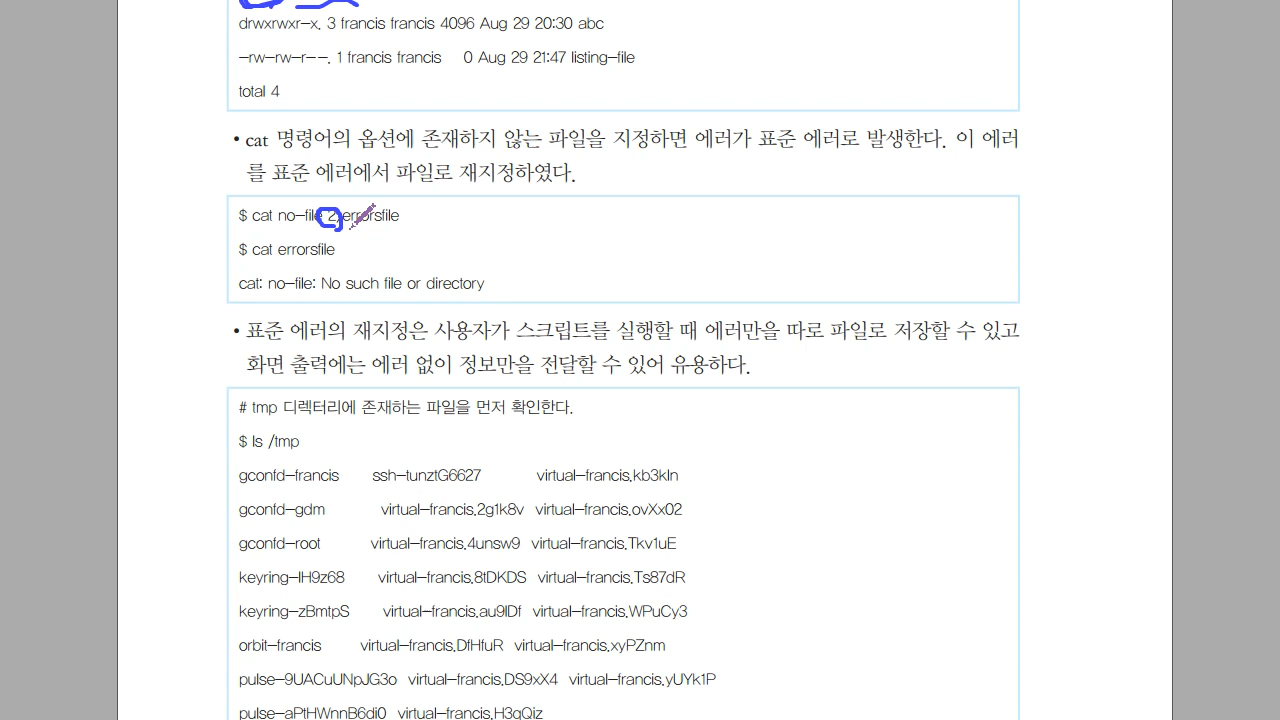 drwxrwxr-x. 3 francis francis 4096 Aug 29 20:30 abc
-rw-rw-r--. 1 francis francis 0 Aug 29 21:47 listing-file
total 4
• cat 명령어의 옵션에 존재하지 않는 파일을 지정하면 에러가 표준 에러로 발생한다. 이 에러
를 표준 에러에서 파일로 재지정하였다.
$ cat no-file 2>errorsfile
$ cat errorsfile
cat: no-file: No such file or directory
• 표준 에러의 재지정은 사용자가 스크립트를 실행할 때 에러만을 따로 파일로 저장할 수 있고
화면 출력에는 에러 없이 정보만을 전달할 수 있어 유용하다.
# tmp 디렉터리에 존재하는 파일을 먼저 확인한다.
$ ls /tmp
gconfd-francis ssh-tunztG6627 virtual-francis.kb3kIn
gconfd-gdm virtual-francis.2g1k8v virtual-francis.ovXx02
gconfd-root virtual-francis.4unsw9 virtual-francis.Tkv1uE
keyring-IH9z68 virtual-francis.8tDKDS virtual-francis.Ts87dR
keyring-zBmtpS virtual-francis.au9IDf virtual-francis.WPuCy3
orbit-francis virtual-francis.DfHfuR virtual-francis.xyPZnm
pulse-9UACuUNpJG3o virtual-francis.DS9xX4 virtual-francis.yUYk1P
pulse-aPtHWnnB6di0 virtual-francis.H3gQiz